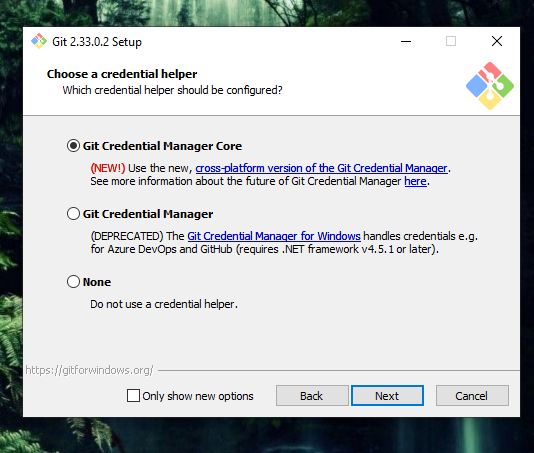 Git 2.33.0.2 Setup
Choose a credential helper
Which credential helper should be configured?
Git Credential Manager Core
(NEW!) Use the new, cross-platform version of the Git Credential Manager.
See more information about the future of Git Credential Manager here.
Git Credential Manager
(DEPRECATED) The Git Credential Manager for Windows handles credentials e.g.
for Azure DevOps and GitHub (requires .NET framework v4.5.1 or later).
None
Do not use a credential helper.
https://gitforwindows.org/
Only show new options
Back
Next
Cancel